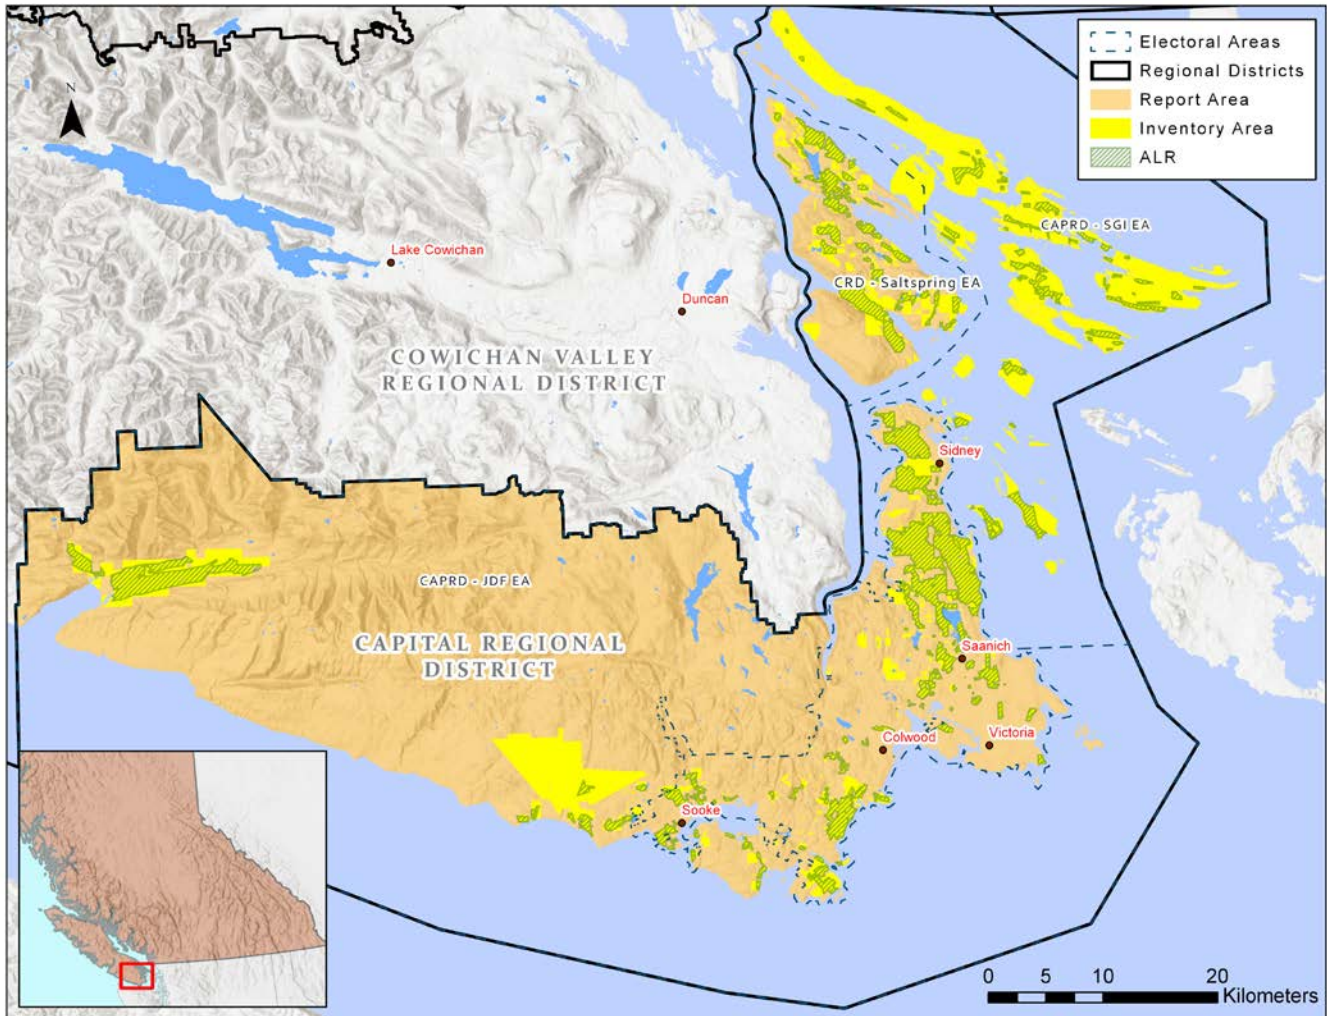 N
Electoral Areas
Regional Districts
Report Area
Inventory Area
ALR
CAPRD - SGI EA
Lake Cowichan
CRD - Saltspring EA
Duncan
COWICHAN VALLEY
REGIONAL DISTRICT
Sidney
CAPRD - JDF EA
CAPITAL REGIONAL
DISTRICT
Saanich
Colwood
Victoria
Sooke
0 5 10 20
Kilometers